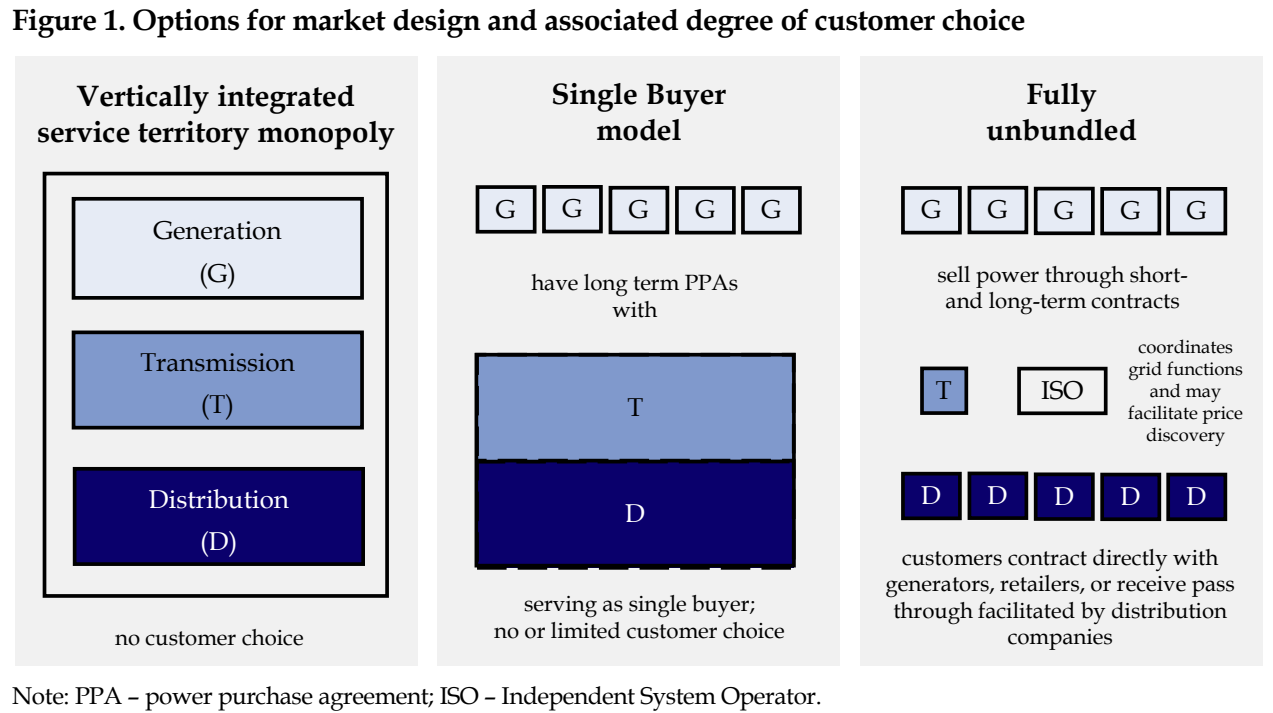 Figure 1. Options for market design and associated degree of customer choice
Vertically integrated
service territory monopoly
Generation
(G)
Transmission
(T)
Distribution
(D)
no customer choice
Single Buyer
model
G G G G G
have long term PPAs
with
T
D
serving as single buyer;
no or limited customer choice
Fully
unbundled
G G G G G
sell power through short-
and long-term contracts
T
ISO
coordinates
grid functions
and may
facilitate price
discovery
D D D D D
customers contract directly with
generators, retailers, or receive pass
through facilitated by distribution
companies
Note: PPA – power purchase agreement; ISO – Independent System Operator.